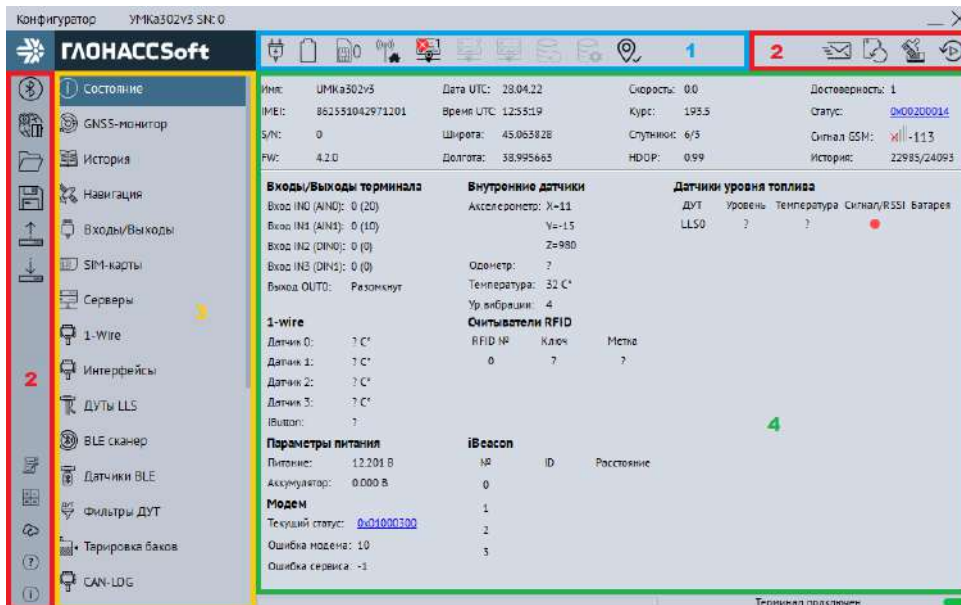 Конфигуратор УМКа302v3 SN: 0
ГЛОНАССSoft
1
2
Состояние
GNSS-монитор
История
Навигация
Входы/Выходы
SIM-карты
Серверы
3
1-Wire
Интерфейсы
2
ДУТы LLS
BLE сканер
Датчики BLE
Фильтры ДУТ
Тарировка баков
CAN-LOG
Имя: УМКа302v3 Дата UTC: 28.04.22 Скорость: 0.0 Достоверность: 1
IMEI: 862531042971201 Время UTC: 12:53:19 Курс: 193.5 Статус: 0x00200014
S/N: 0 Широта: 45.063828 Спутники: 6/3 Сигнал GSM: -113
FW: 4.2.0 Долгота: 38.995663 HDOP: 0.99 История: 22983/24093
Входы/Выходы терминала Внутренние датчики Датчики уровня топлива
Вход IN0 (AIN0): 0 (20) Акселерометр: X=11 ДУТ Уровень Температура Сигнал/RSSI Батарея
Вход IN1 (AIN1): 0 (10) Y=-15 LLS0 ? ?
Вход IN2 (DIN0): 0 (0) Z=980
Вход IN3 (DIN1): 0 (0) Одометр: ?
Выход OUT0: Разомкнут Температура: 32 C°
Ур.вибрации: 4
1-wire Считыватели RFID
Датчик 0: ? C° RFID № Ключ Метка
Датчик 1: ? C° 0 ? ?
Датчик 2: ? C°
Датчик 3: ? C°
iButton: ?
4
Параметры питания iBeacon
Питание: 12.201 В № ID Расстояние
Аккумулятор: 0.000 В 0
Модем 1
Текущий статус: 0x01000300 2
Ошибка модема: 10 3
Ошибка сервиса: -1
Терминал подключен